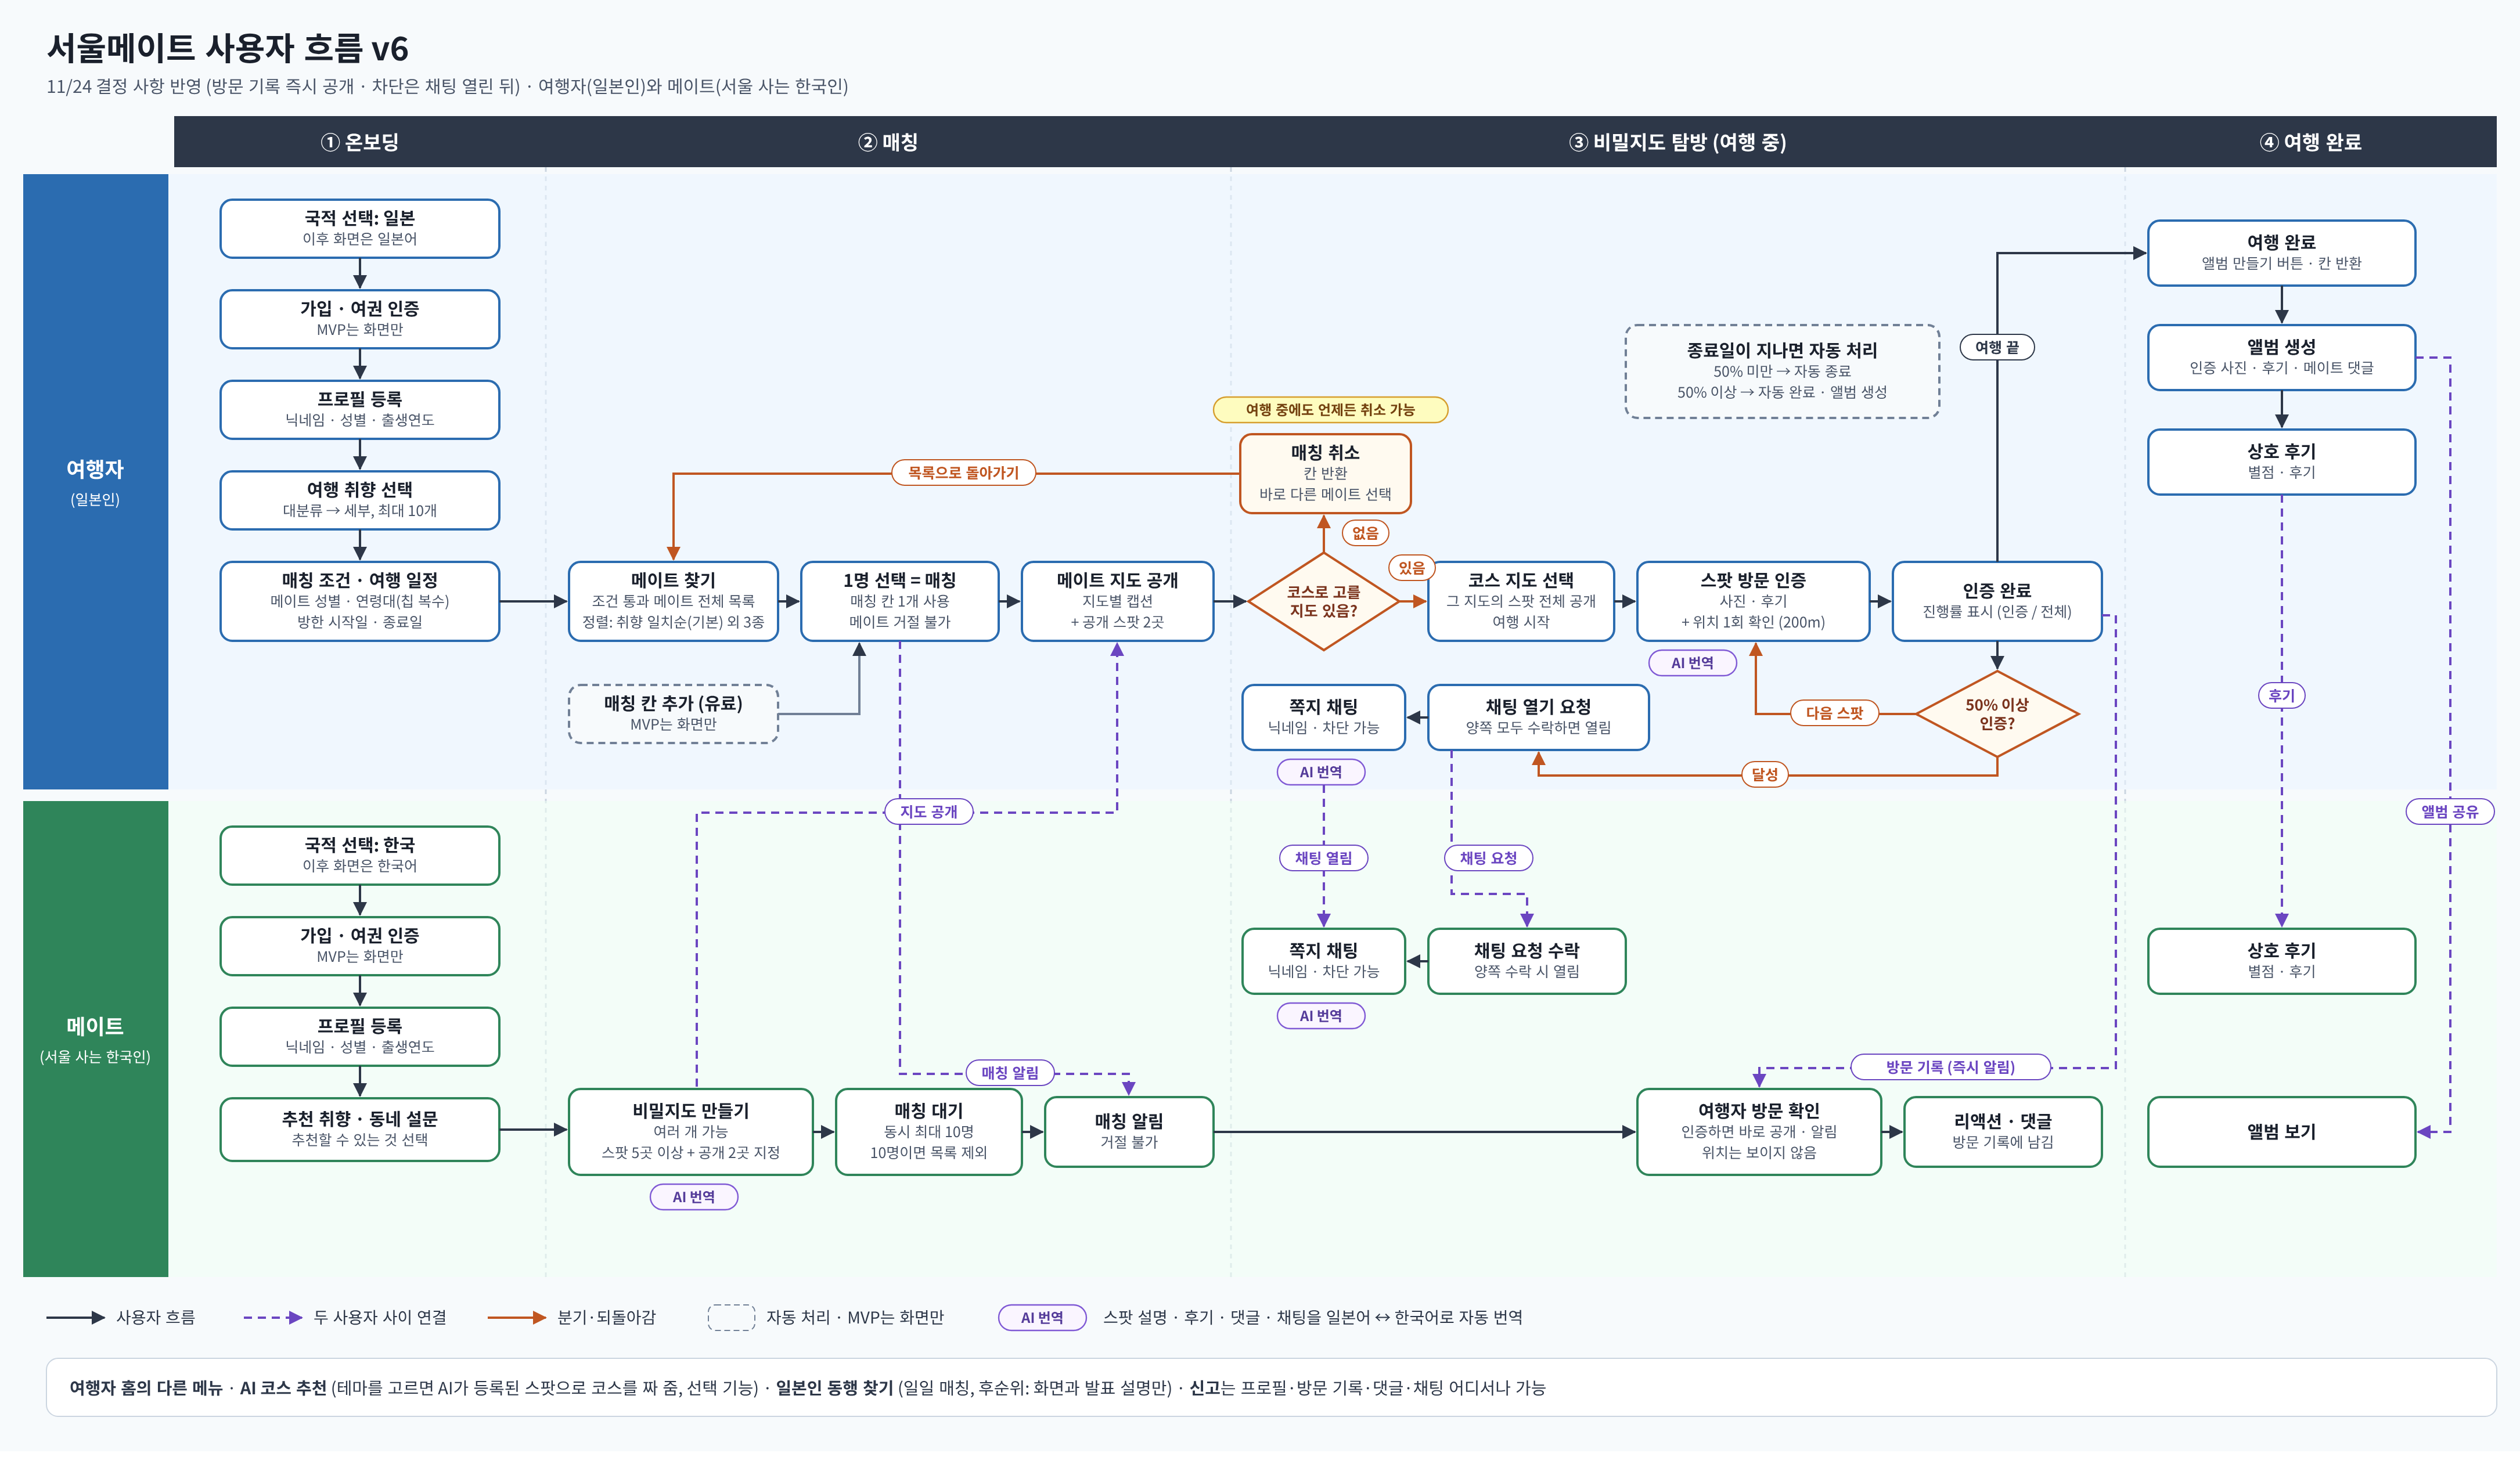 서울메이트 사용자 흐름 v6
11/24 결정 사항 반영 (방문 기록 즉시 공개 · 차단은 채팅 열린 뒤) · 여행자(일본인)와 메이트(서울 사는 한국인)
① 온보딩
② 매칭
③ 비밀지도 탐방 (여행 중)
④ 여행 완료
여행자
(일본인)
국적 선택: 일본
이후 화면은 일본어
가입 · 여권 인증
MVP는 화면만
프로필 등록
닉네임 · 성별 · 출생연도
여행 취향 선택
대분류 → 세부, 최대 10개
매칭 조건 · 여행 일정
메이트 성별 · 연령대(칩 복수)
방한 시작일 · 종료일
목록으로 돌아가기
메이트 찾기
조건 통과 메이트 전체 목록
정렬: 취향 일치순(기본) 외 3종
1명 선택 = 매칭
매칭 칸 1개 사용
메이트 거절 불가
메이트 지도 공개
지도별 캡션
+ 공개 스팟 2곳
매칭 칸 추가 (유료)
MVP는 화면만
여행 중에도 언제든 취소 가능
매칭 취소
칸 반환
바로 다른 메이트 선택
없음
있음
코스로 고를
지도 있음?
코스 지도 선택
그 지도의 스팟 전체 공개
여행 시작
종료일이 지나면 자동 처리
50% 미만 → 자동 종료
50% 이상 → 자동 완료 · 앨범 생성
여행 끝
스팟 방문 인증
사진 · 후기
+ 위치 1회 확인 (200m)
AI 번역
인증 완료
진행률 표시 (인증 / 전체)
50% 이상
인증?
다음 스팟
달성
쪽지 채팅
닉네임 · 차단 가능
AI 번역
채팅 열기 요청
양쪽 모두 수락하면 열림
여행 완료
앨범 만들기 버튼 · 칸 반환
앨범 생성
인증 사진 · 후기 · 메이트 댓글
상호 후기
별점 · 후기
후기
앨범 공유
지도 공개
채팅 열림
채팅 요청
메이트
(서울 사는 한국인)
국적 선택: 한국
이후 화면은 한국어
가입 · 여권 인증
MVP는 화면만
프로필 등록
닉네임 · 성별 · 출생연도
추천 취향 · 동네 설문
추천할 수 있는 것 선택
비밀지도 만들기
여러 개 가능
스팟 5곳 이상 + 공개 2곳 지정
AI 번역
매칭 대기
동시 최대 10명
10명이면 목록 제외
매칭 알림
매칭 알림
거절 불가
쪽지 채팅
닉네임 · 차단 가능
AI 번역
채팅 요청 수락
양쪽 수락 시 열림
방문 기록 (즉시 알림)
여행자 방문 확인
인증하면 바로 공개 · 알림
위치는 보이지 않음
리액션 · 댓글
방문 기록에 남김
상호 후기
별점 · 후기
앨범 보기
사용자 흐름
두 사용자 사이 연결
분기·되돌아감
자동 처리 · MVP는 화면만
AI 번역
스팟 설명 · 후기 · 댓글 · 채팅을 일본어 ↔ 한국어로 자동 번역
여행자 홈의 다른 메뉴 · AI 코스 추천 (테마를 고르면 AI가 등록된 스팟으로 코스를 짜 줌, 선택 기능) · 일본인 동행 찾기 (일일 매칭, 후순위: 화면과 발표 설명만) · 신고는 프로필·방문 기록·댓글·채팅 어디서나 가능